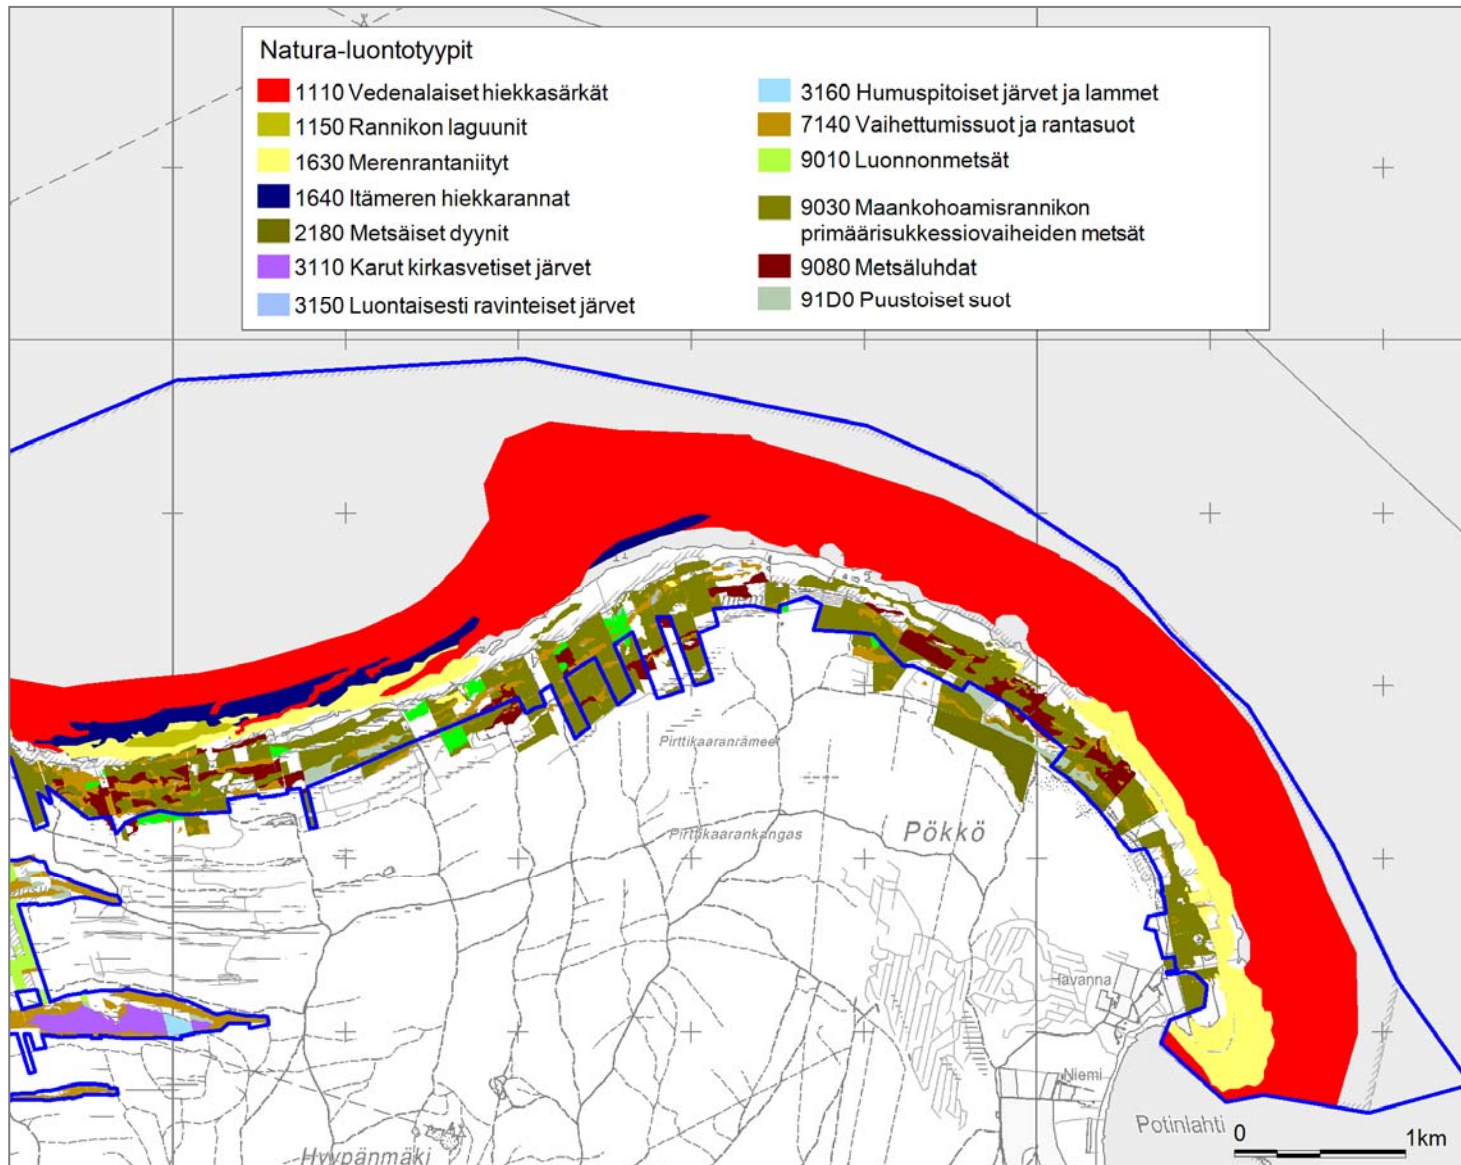 Natura-luontotyypit
1110 Vedenalaiset hiekkasärkät
1150 Rannikon laguunit
1630 Merenrantaniityt
1640 Itämeren hiekkarannat
2180 Metsäiset dyynit
3110 Karut kirkasvetiset järvet
3150 Luontaisesti ravinteiset järvet
3160 Humuspitoiset järvet ja lammet
7140 Vaihettumissuot ja rantasuot
9010 Luonnonmetsät
9030 Maankohoamisrannikon
primäärisukkessiovaiheiden metsät
9080 Metsäluhdat
91D0 Puustoiset suot
Pirttikaaranrämeet
Pirttikaarankangas
Pökkö
Havanna
Niemi
Potinlahti
Hyypänmäki
0 1km